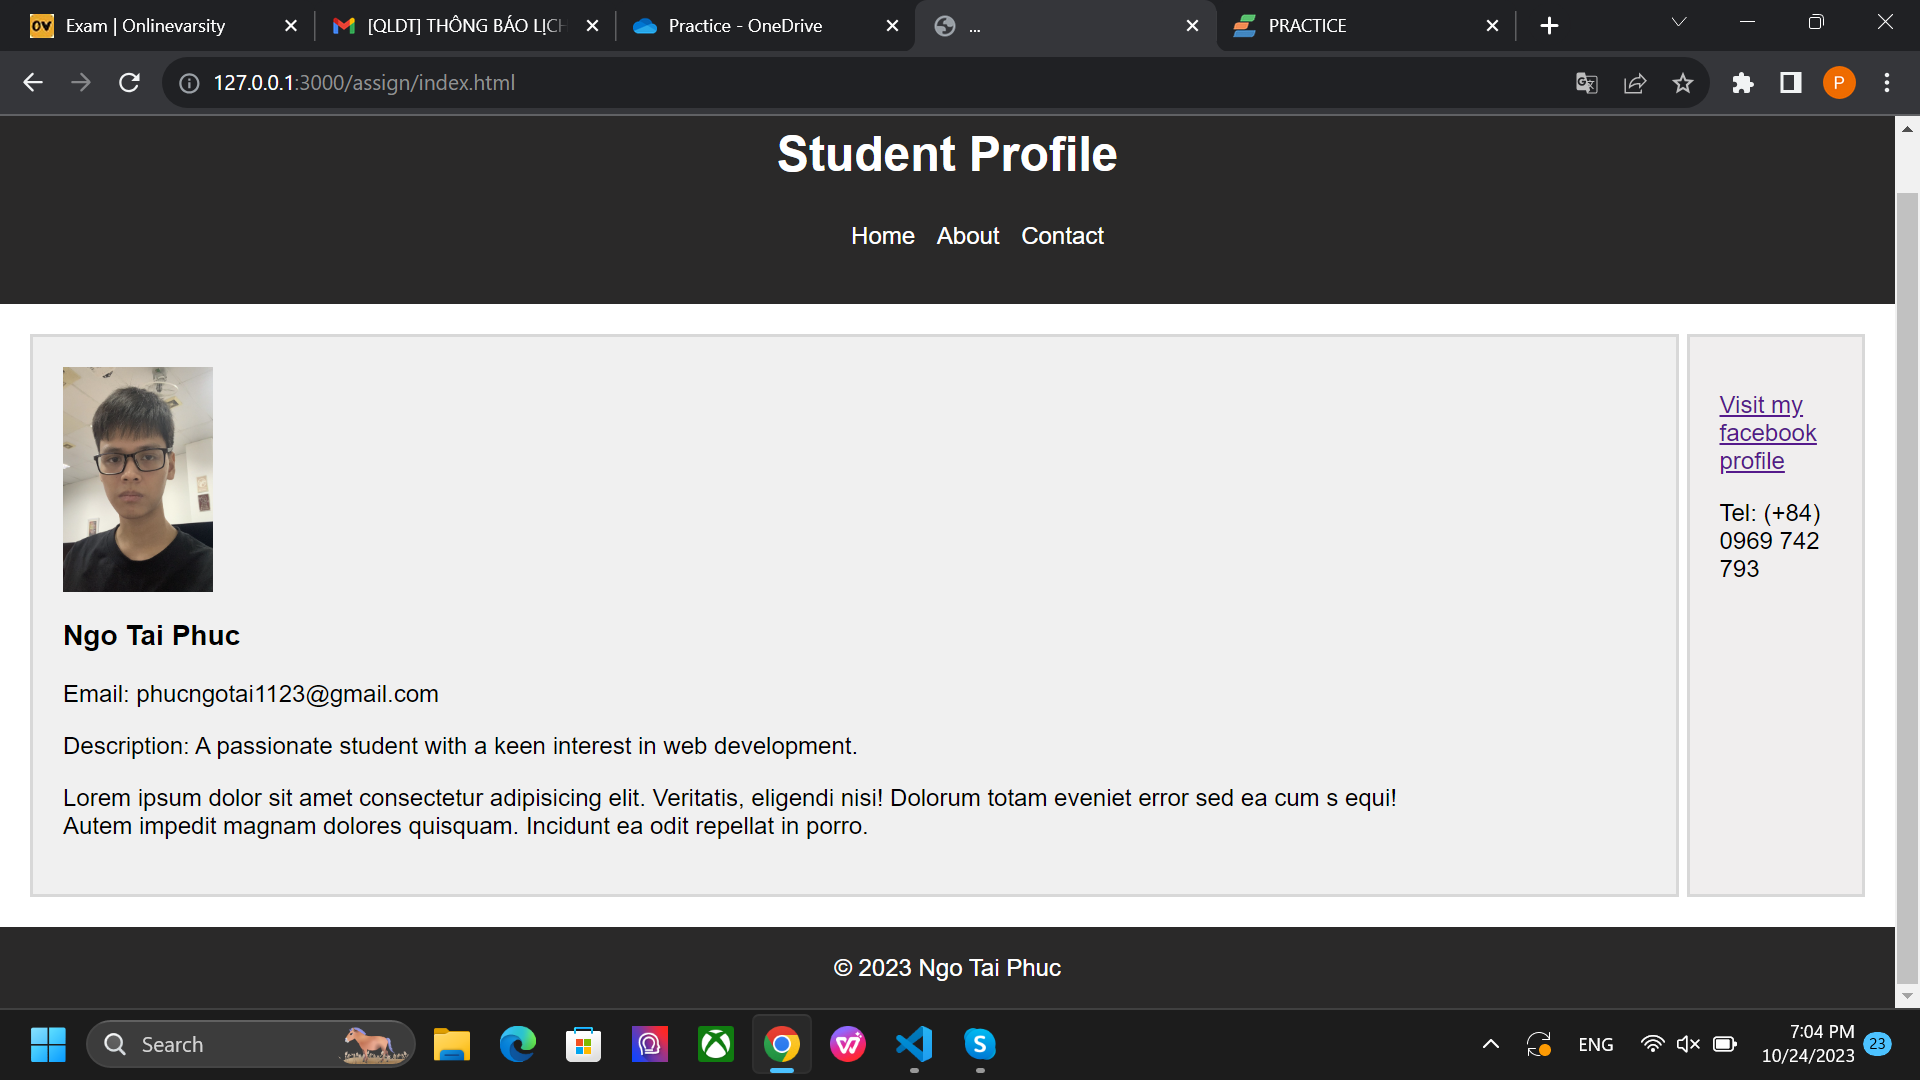 Exam | Onlinevarsity
[QLDT] THÔNG BÁO LỊCH
Practice - OneDrive
...
PRACTICE
127.0.0.1:3000/assign/index.html
P
Student Profile
Home About Contact
Ngo Tai Phuc
Email: phucngotai1123@gmail.com
Description: A passionate student with a keen interest in web development.
Lorem ipsum dolor sit amet consectetur adipisicing elit. Veritatis, eligendi nisi! Dolorum totam eveniet error sed ea cum s equi!
Autem impedit magnam dolores quisquam. Incidunt ea odit repellat in porro.
Visit my
facebook
profile
Tel: (+84)
0969 742
793
© 2023 Ngo Tai Phuc
Search
ENG
7:04 PM
10/24/2023
23